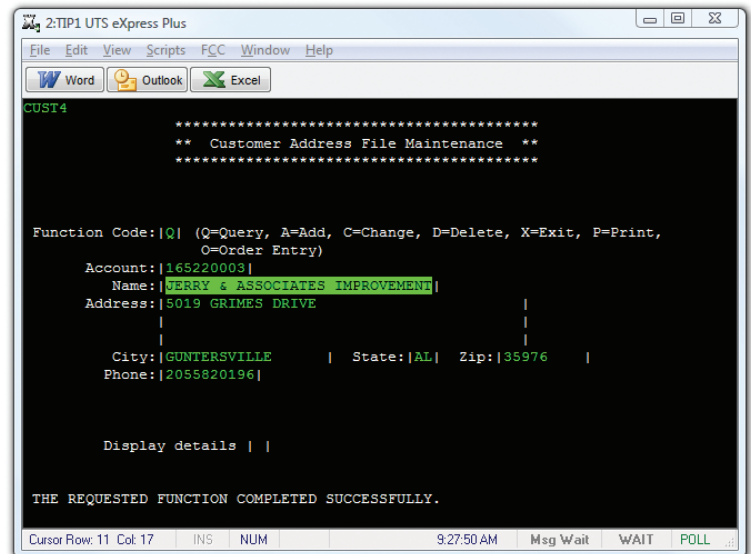 2:TIP1 UTS eXpress Plus
File Edit View Scripts FCC Window Help
Word Outlook Excel
CUST4
*****************************************
** Customer Address File Maintenance **
*****************************************
Function Code:|Q| (Q=Query, A=Add, C=Change, D=Delete, X=Exit, P=Print,
O=Order Entry)
Account:|165220003|
Name:|JERRY & ASSOCIATES IMPROVEMENT|
Address:|5019 GRIMES DRIVE |
| |
| |
City:|GUNTERSVILLE | State:|AL| Zip:|35976 |
Phone:|2055820196|
Display details | |
THE REQUESTED FUNCTION COMPLETED SUCCESSFULLY.
Cursor Row: 11 Col: 17 INS NUM 9:27:50 AM Msg Wait WAIT POLL